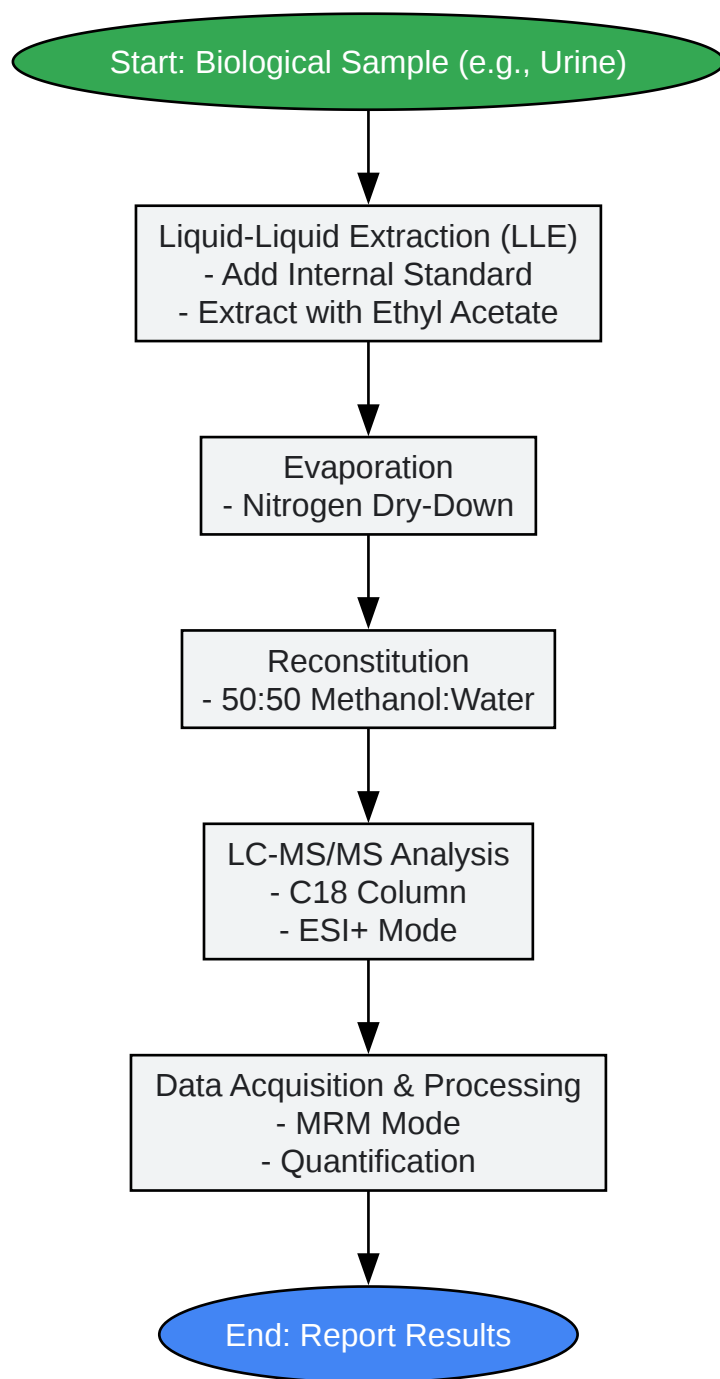 Start: Biological Sample (e.g., Urine)
Liquid-Liquid Extraction (LLE)
- Add Internal Standard
- Extract with Ethyl Acetate
Evaporation
- Nitrogen Dry-Down
Reconstitution
- 50:50 Methanol:Water
LC-MS/MS Analysis
- C18 Column
- ESI+ Mode
Data Acquisition & Processing
- MRM Mode
- Quantification
End: Report Results